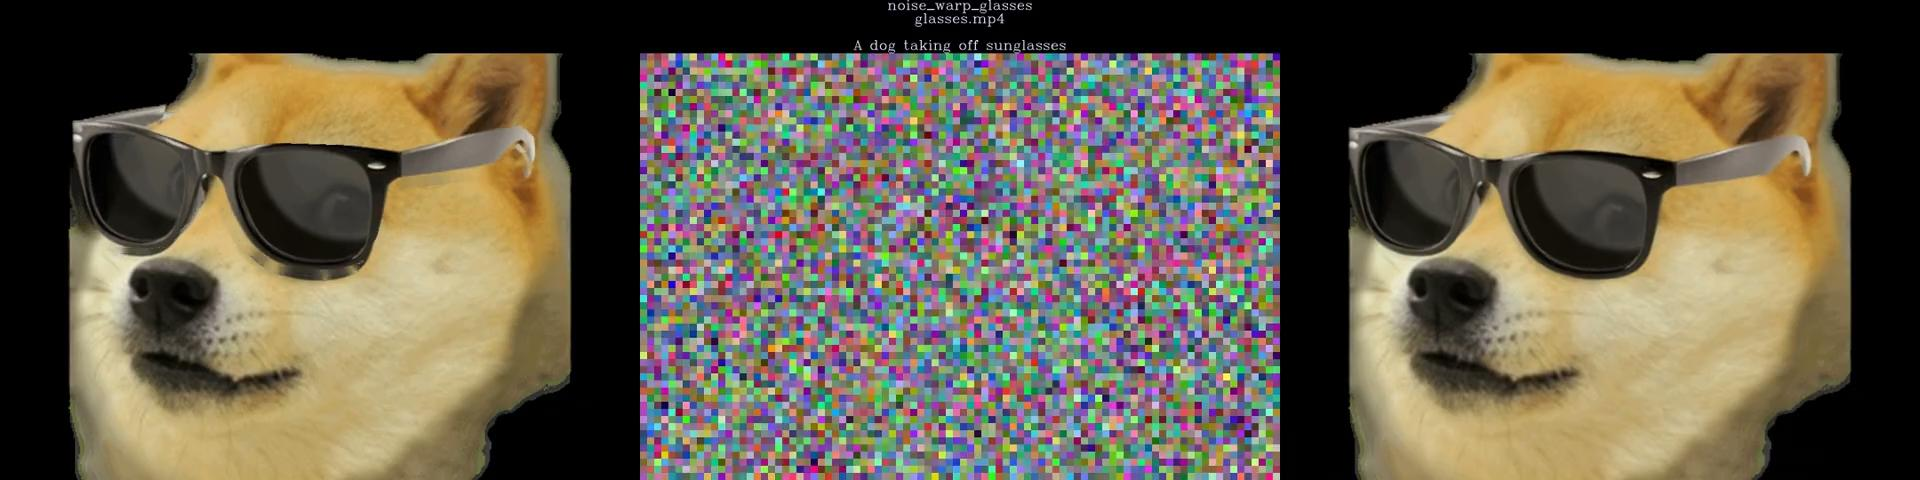 noise_warp_glasses
glasses.mp4
A dog taking off sunglasses